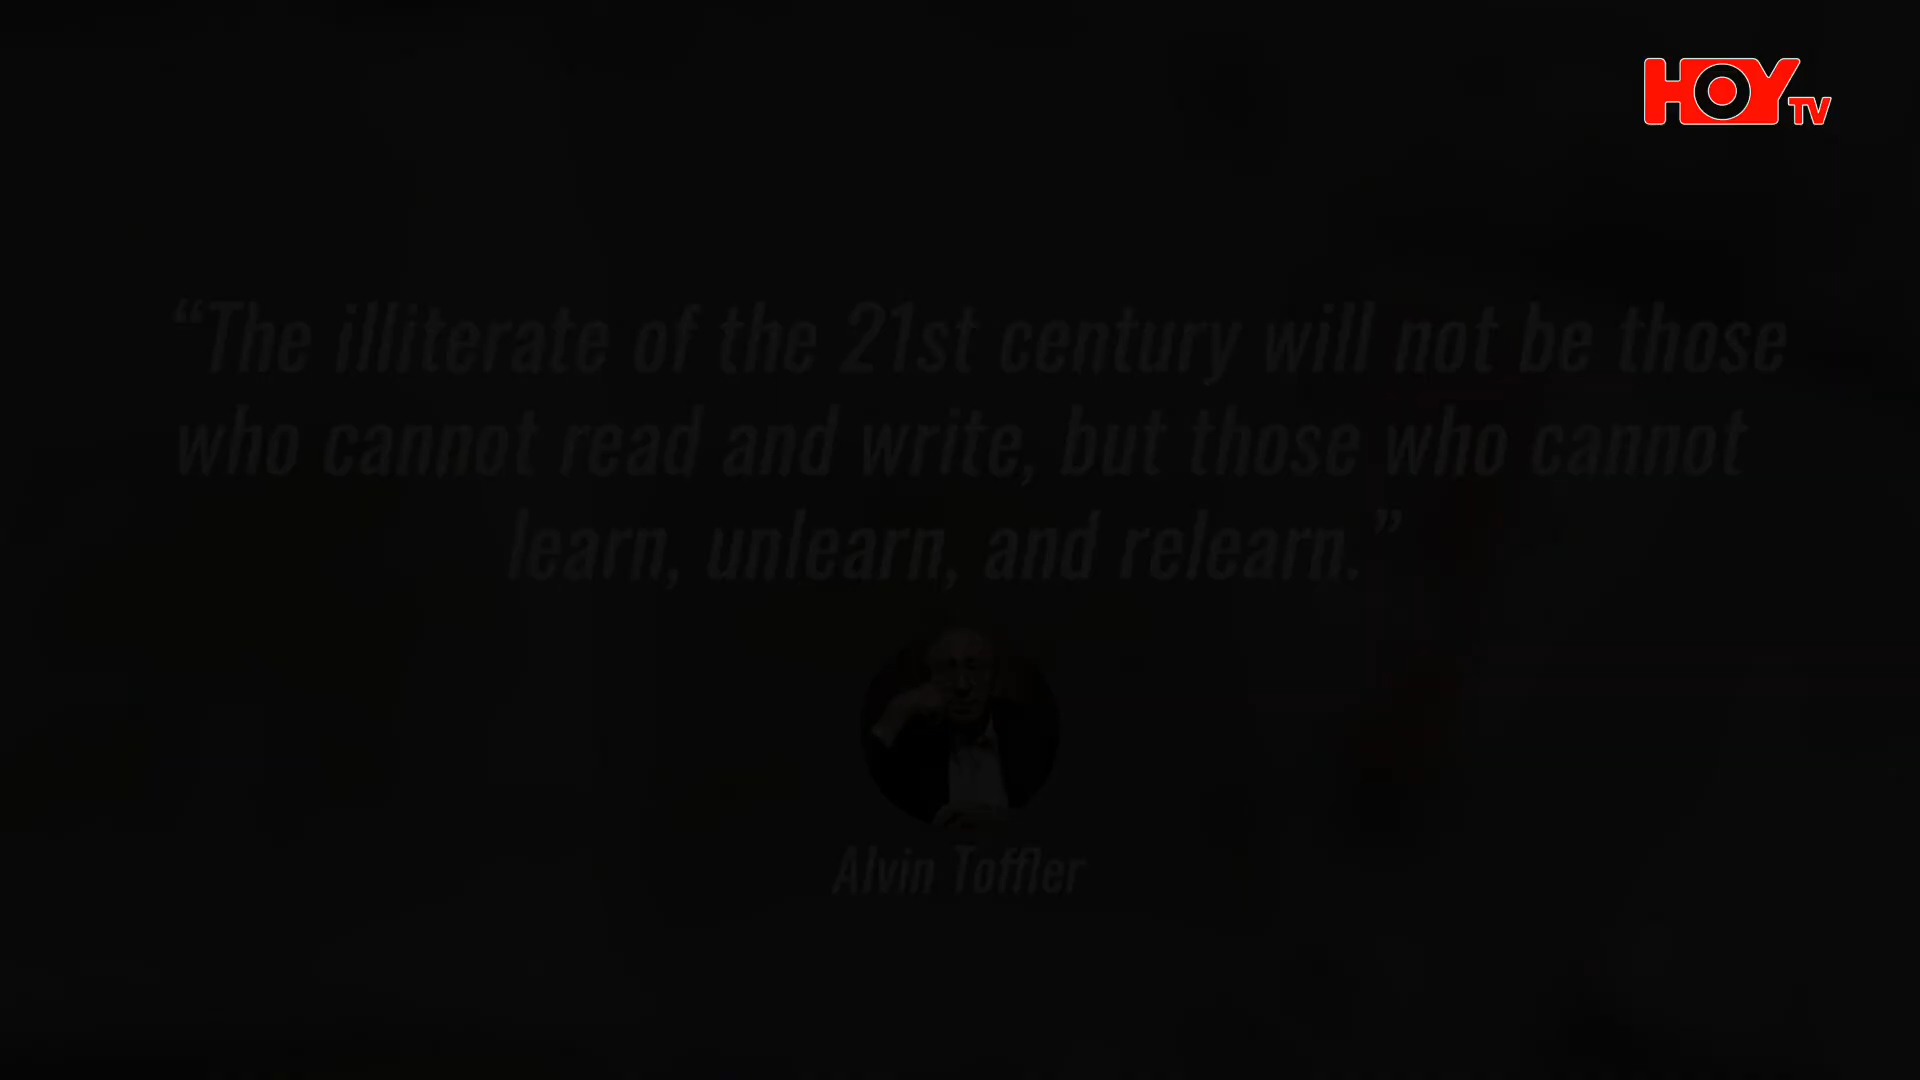 HOY TV
“The illiterate of the 21st century will not be those
who cannot read and write, but those who cannot
learn, unlearn, and relearn.”
Alvin Toffler